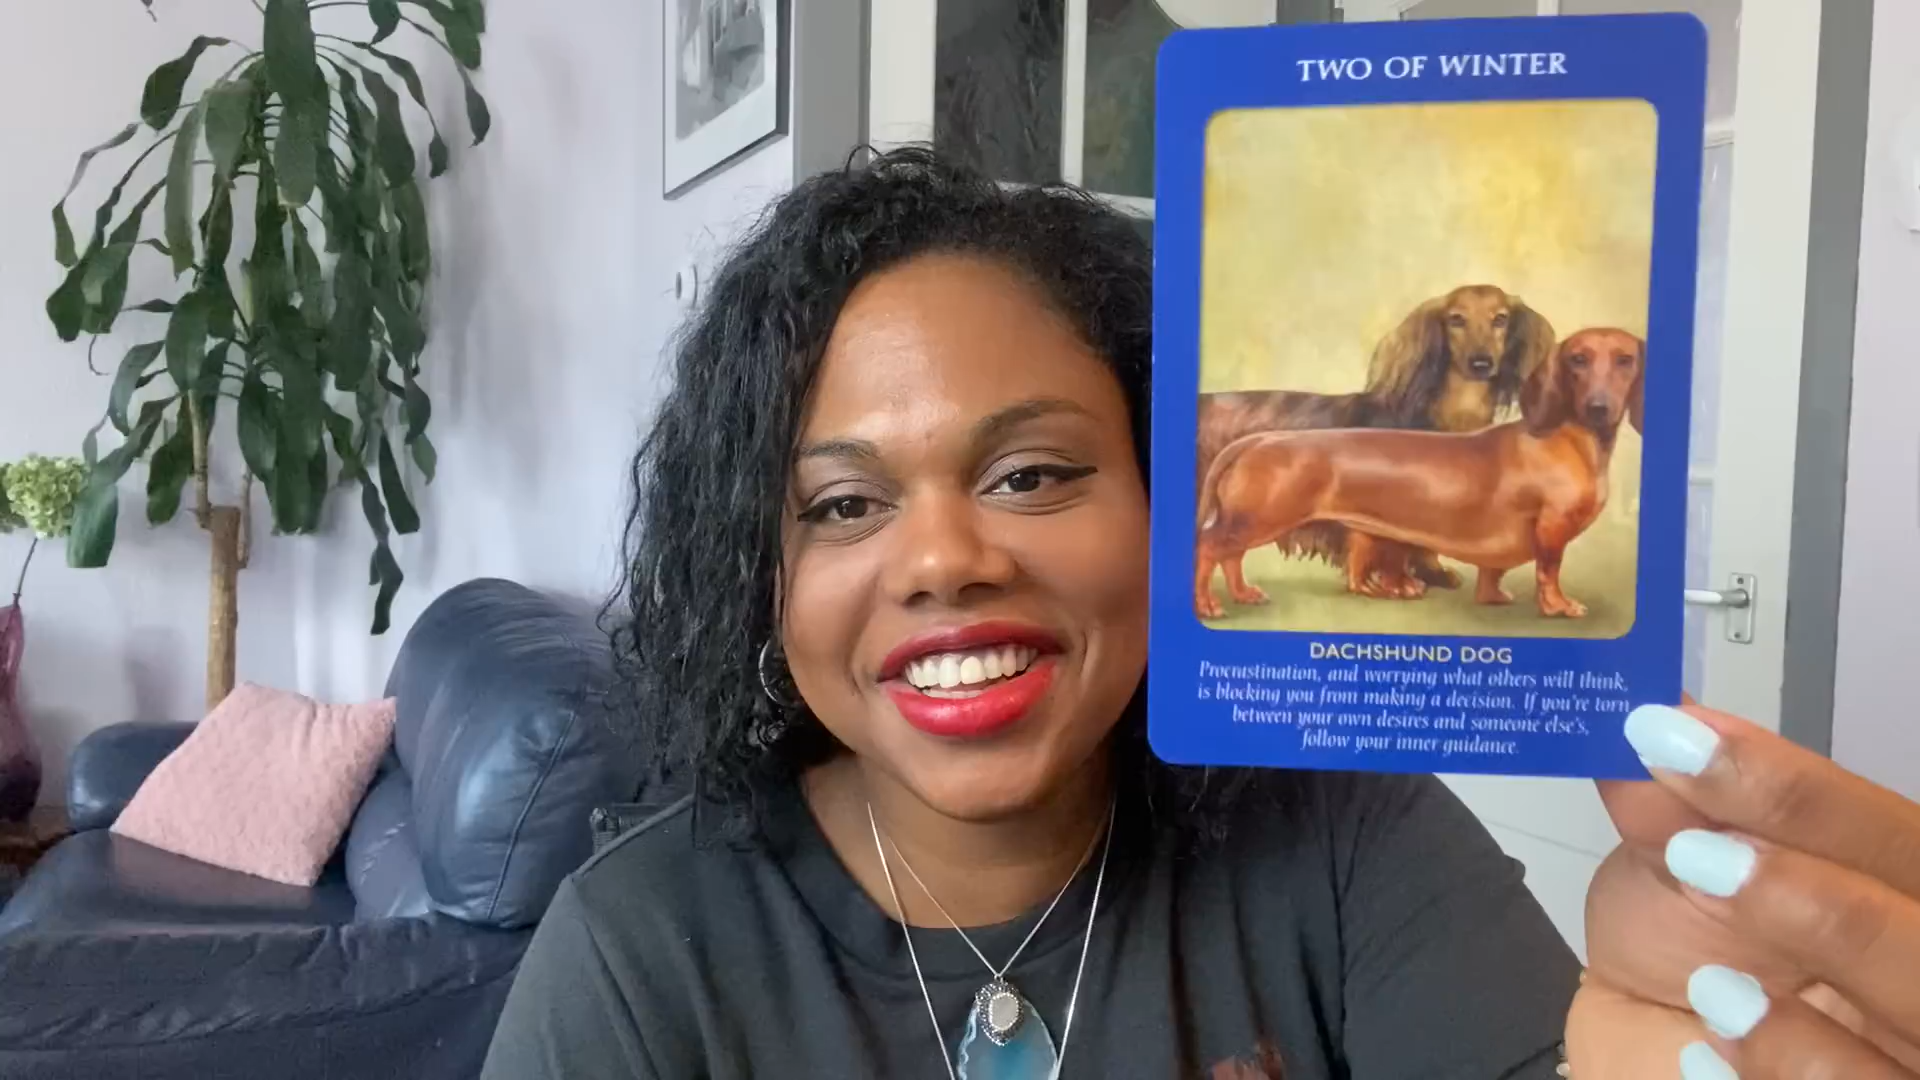 TWO OF WINTER
DACHSHUND DOG
Procrastination, and worrying what others will think,
is blocking you from making a decision. If you're torn
between your own desires and someone else's,
follow your inner guidance.